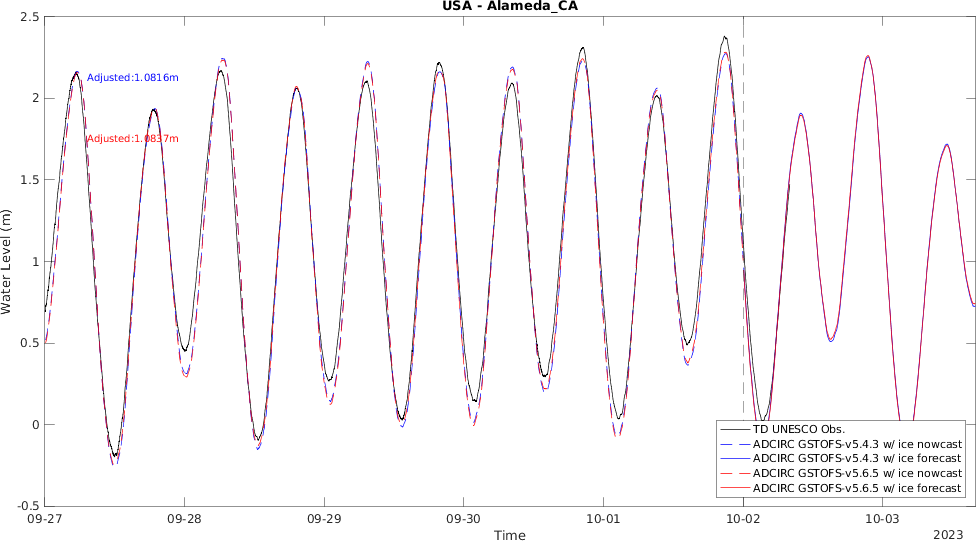 USA - Alameda_CA
2.5
2
1.5
1
0.5
0
-0.5
Water Level (m)
Adjusted:1.0816m
Adjusted:1.0837m
TD UNESCO Obs.
ADCIRC GSTOFS-v5.4.3 w/ ice nowcast
ADCIRC GSTOFS-v5.4.3 w/ ice forecast
ADCIRC GSTOFS-v5.6.5 w/ ice nowcast
ADCIRC GSTOFS-v5.6.5 w/ ice forecast
09-27 09-28 09-29 09-30 10-01 10-02 10-03
Time
2023